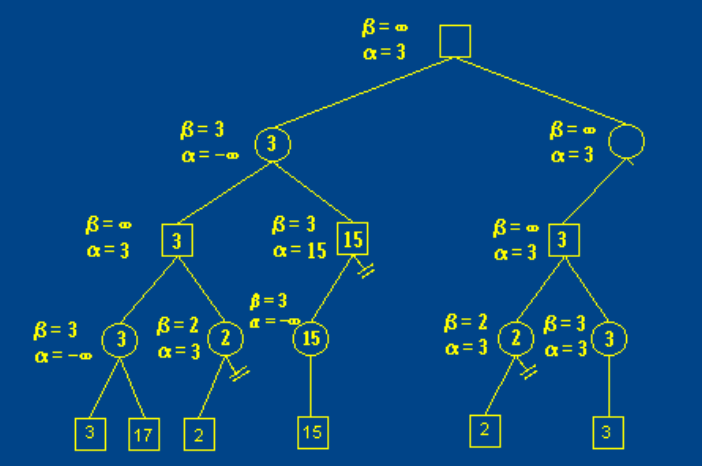 β = ∞
α = 3
β = 3
α = -∞
3
β = ∞
α = 3
β = ∞
α = 3
3
β = 3
α = 15
15
β = ∞
α = 3
3
β = 3
α = -∞
3
β = 2
α = 3
2
β = 3
α = -∞
15
β = 2
α = 3
2
β = 3
α = 3
3
3
17
2
15
2
3